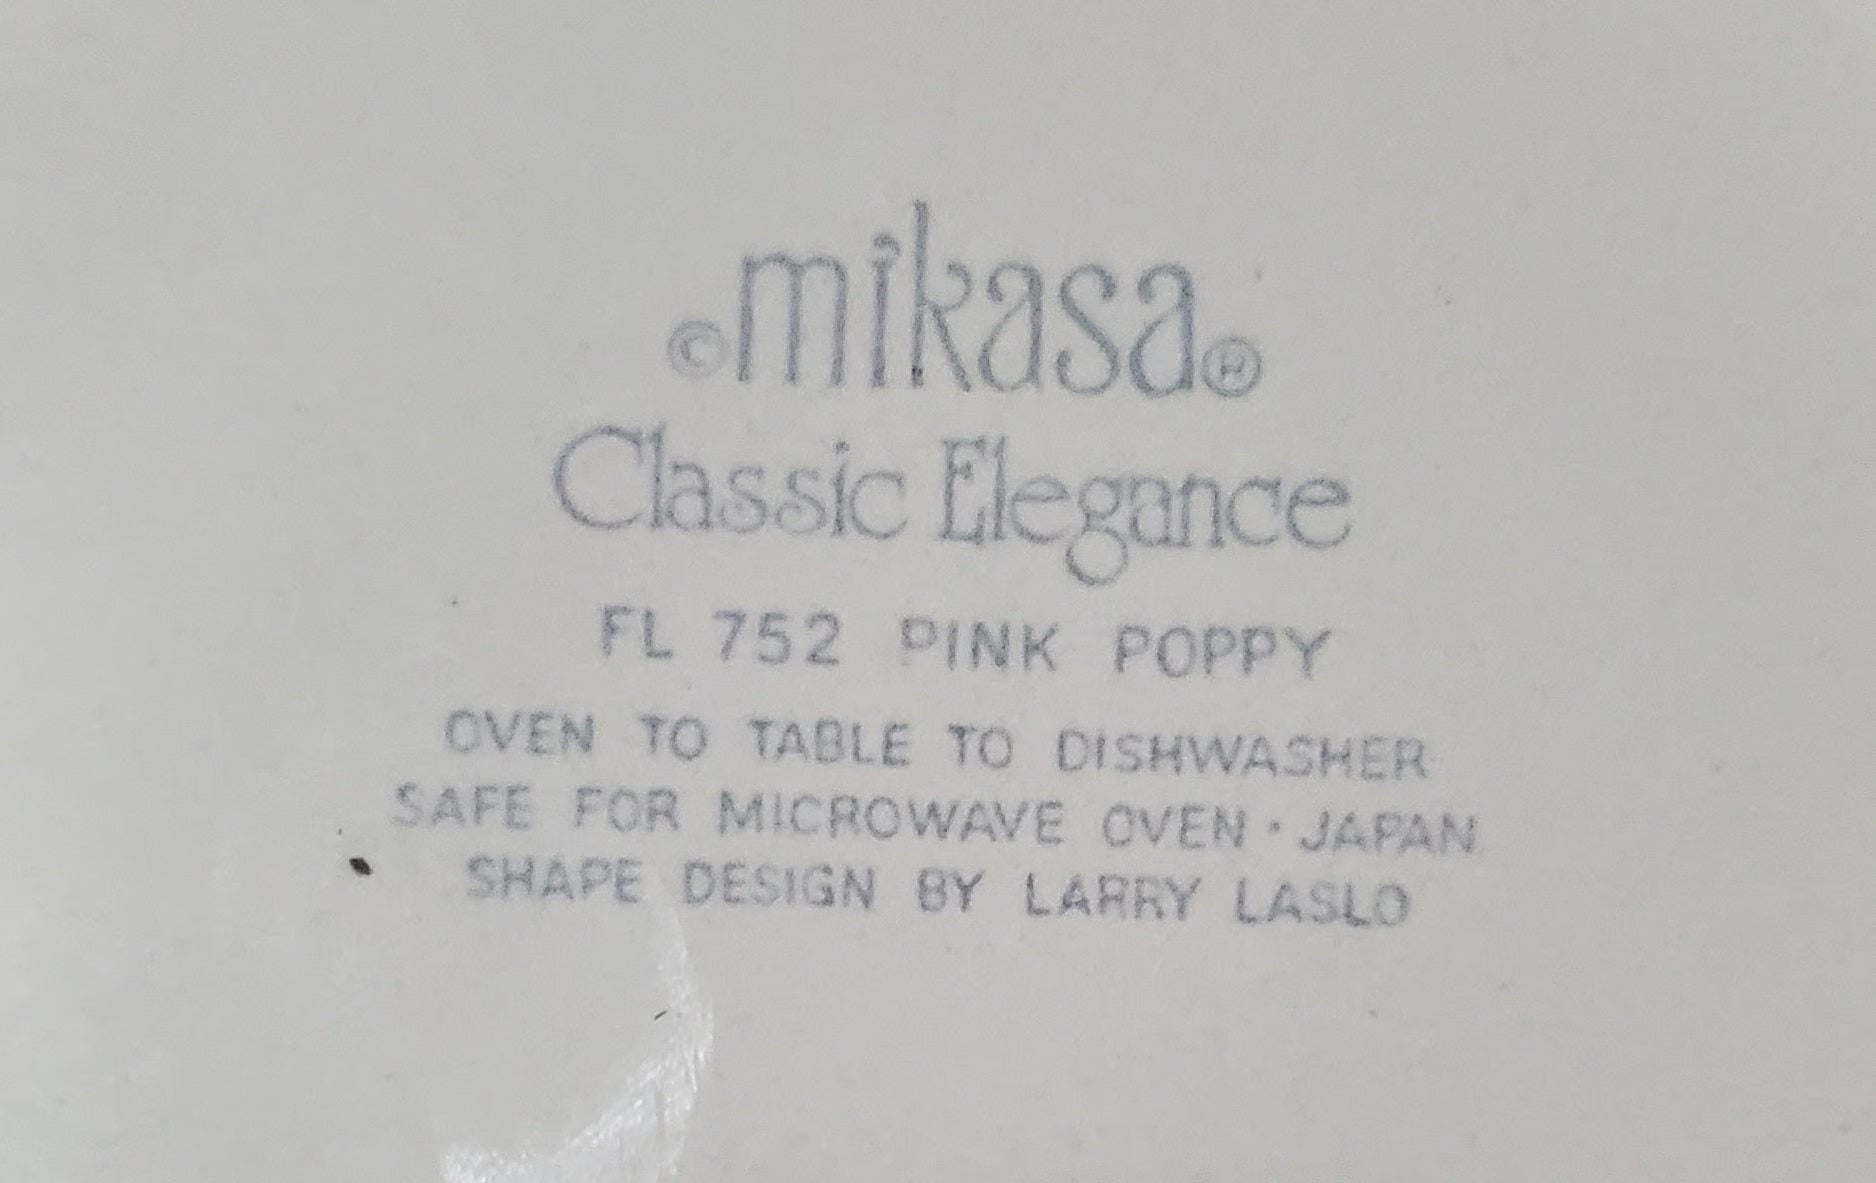 ©mikasa®
Classic Elegance
FL 752 PINK POPPY
OVEN TO TABLE TO DISHWASHER
SAFE FOR MICROWAVE OVEN · JAPAN
SHAPE DESIGN BY LARRY LASLO